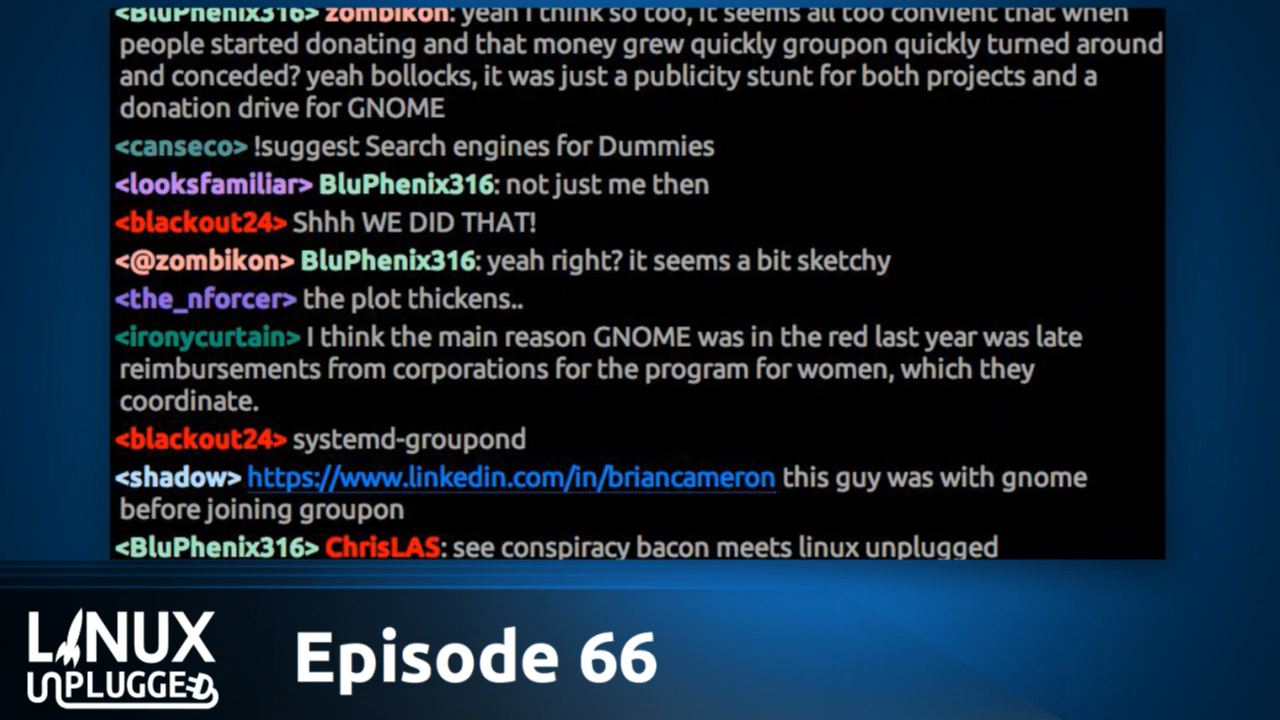 <BluPhenix316> zombikon: yeah I think so too, it seems all too convient that when
people started donating and that money grew quickly groupon quickly turned around
and conceded? yeah bollocks, it was just a publicity stunt for both projects and a
donation drive for GNOME
<canseco> !suggest Search engines for Dummies
<looksfamiliar> BluPhenix316: not just me then
<blackout24> Shhh WE DID THAT!
<@zombikon> BluPhenix316: yeah right? it seems a bit sketchy
<the_nforcer> the plot thickens..
<ironycurtain> I think the main reason GNOME was in the red last year was late
reimbursements from corporations for the program for women, which they
coordinate.
<blackout24> systemd-groupond
<shadow> https://www.linkedin.com/in/briancameron this guy was with gnome
before joining groupon
<BluPhenix316> ChrisLAS: see conspiracy bacon meets linux unplugged
LINUX
UNPLUGGED
Episode 66